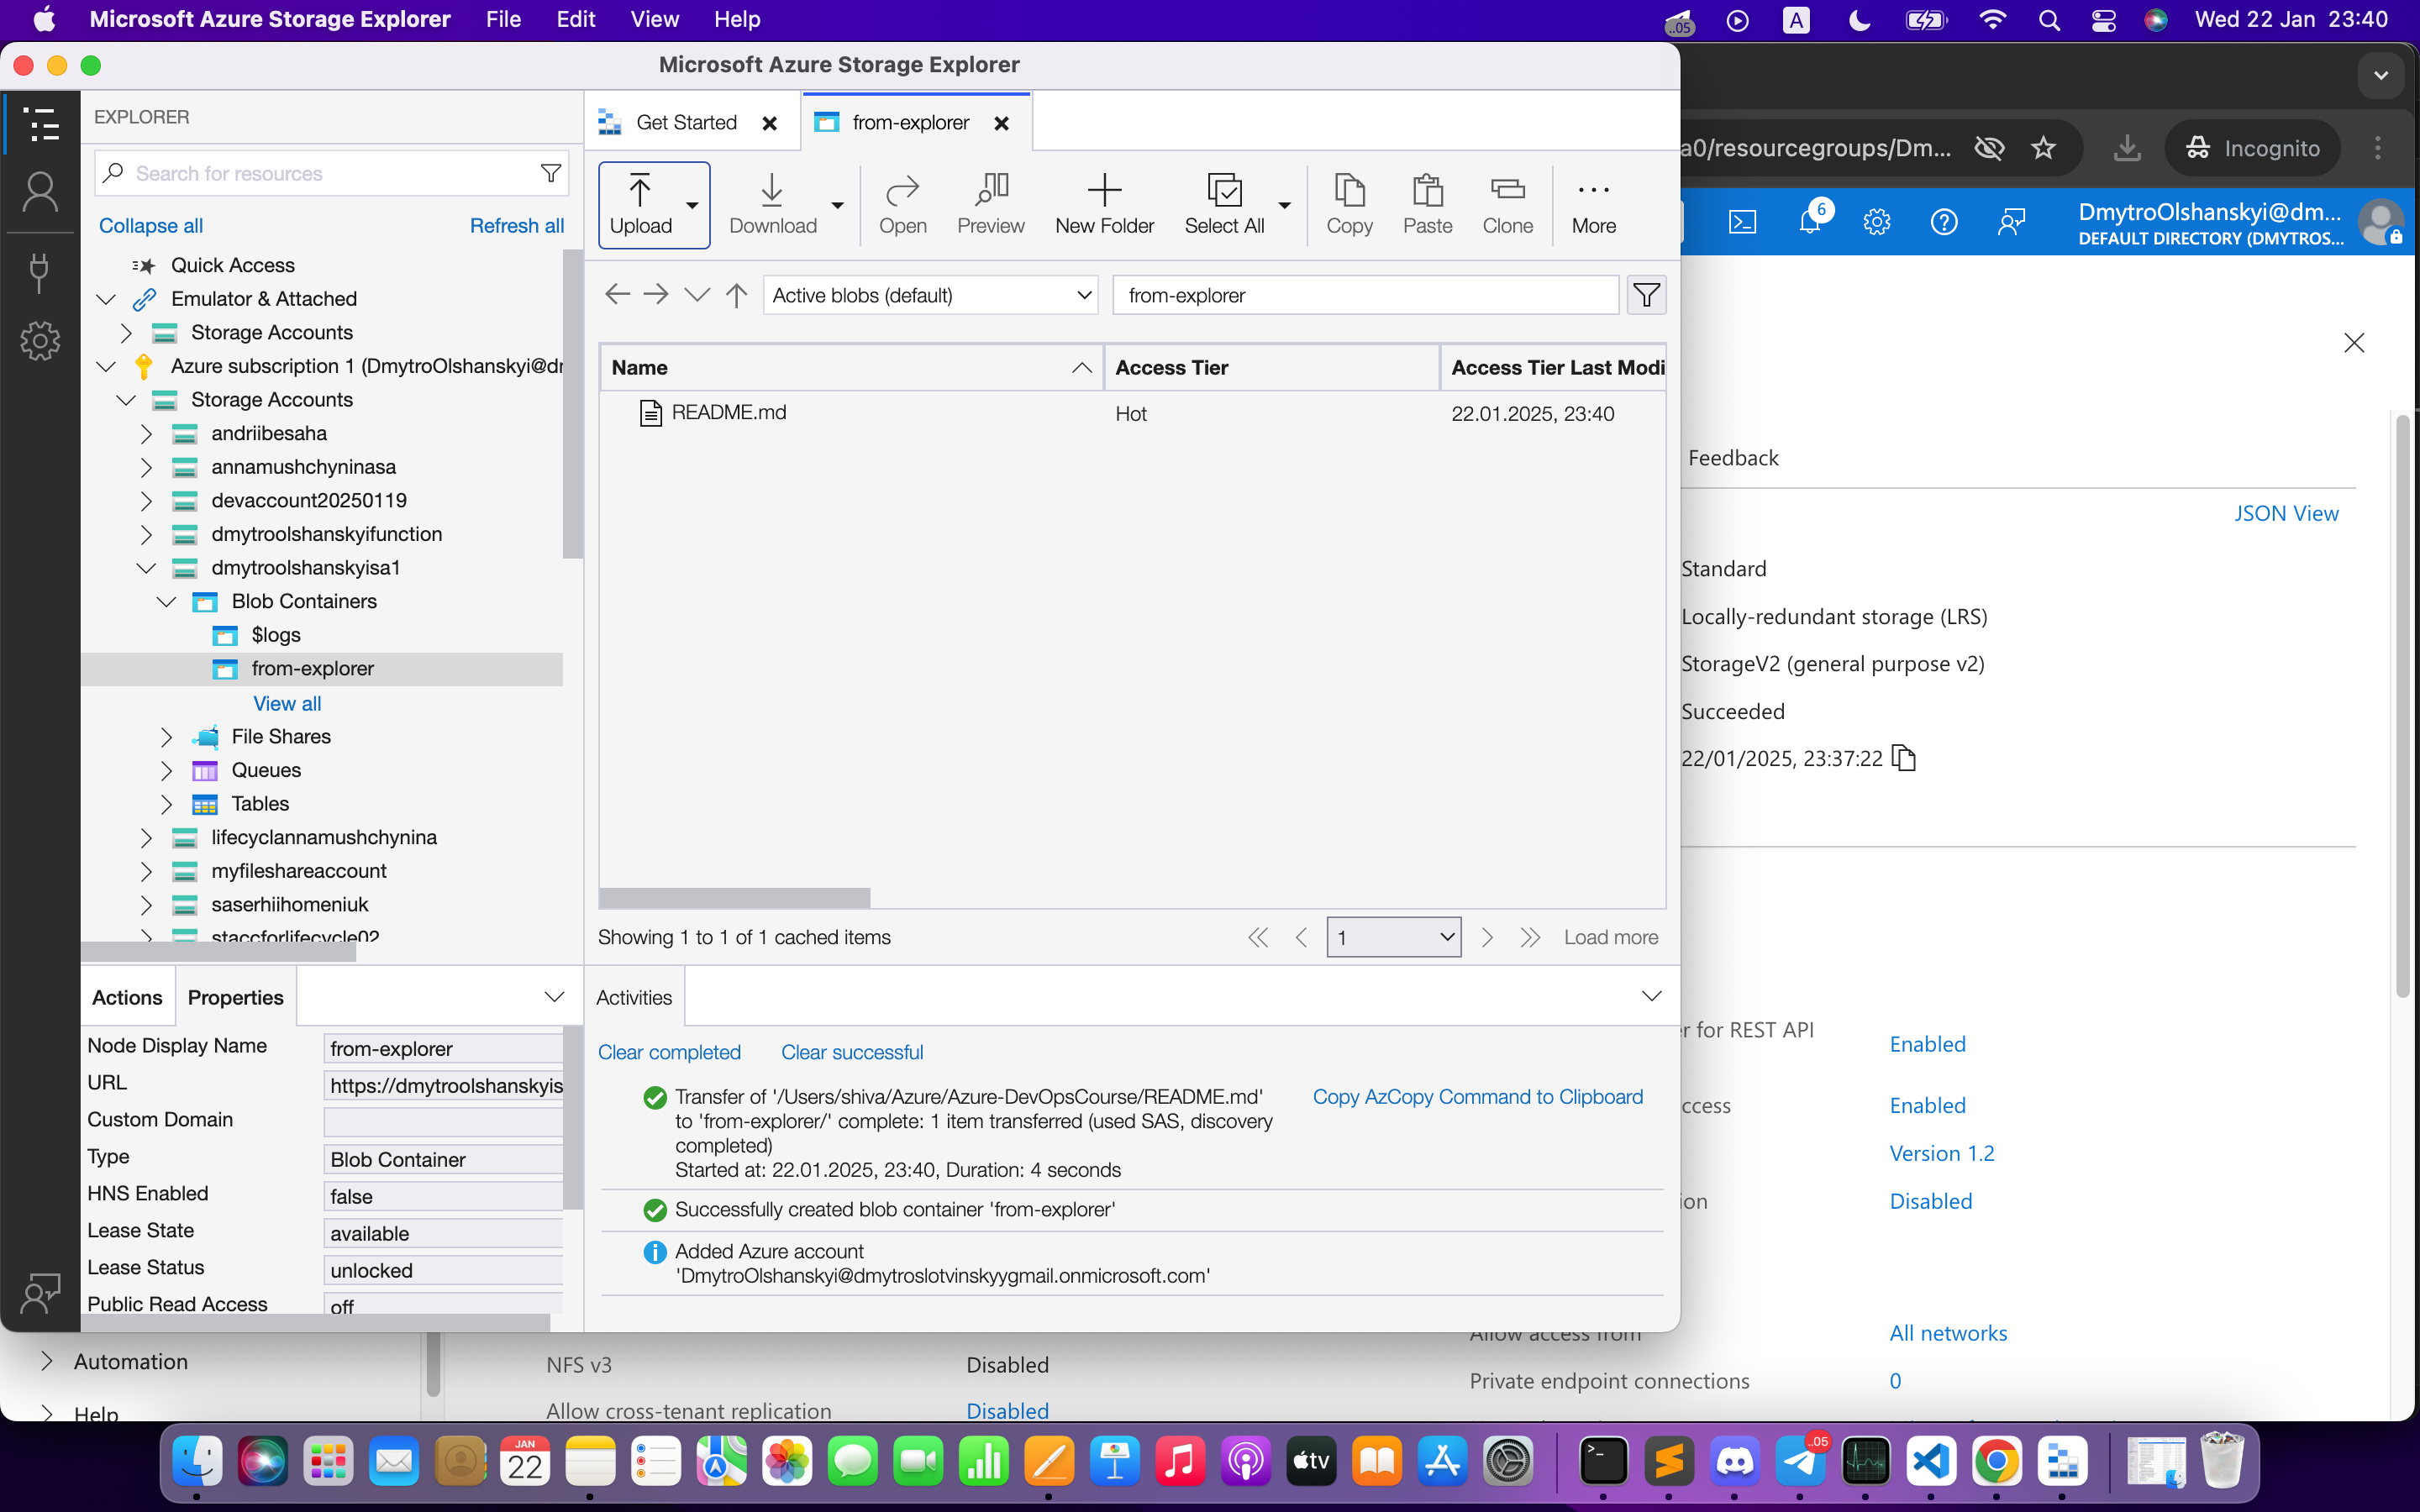 Microsoft Azure Storage Explorer File Edit View Help
..05 A Wed 22 Jan 23:40
Microsoft Azure Storage Explorer
EXPLORER
Search for resources
Collapse all Refresh all
Quick Access
Emulator & Attached
Storage Accounts
Azure subscription 1 (DmytroOlshanskyi@d
Storage Accounts
andriibesaha
annamushchyninasa
devaccount20250119
dmytroolshanskyifunction
dmytroolshanskyisa1
Blob Containers
$logs
from-explorer
View all
File Shares
Queues
Tables
lifecyclannamushchynina
myfileshareaccount
saserhiihomeniuk
staccforlifecycle02
Actions Properties
Node Display Name from-explorer
URL https://dmytroolshanskyis
Custom Domain
Type Blob Container
HNS Enabled false
Lease State available
Lease Status unlocked
Public Read Access off
Get Started from-explorer
Upload Download Open Preview New Folder Select All Copy Paste Clone More
Active blobs (default) from-explorer
Name Access Tier Access Tier Last Modi
README.md Hot 22.01.2025, 23:40
Showing 1 to 1 of 1 cached items 1 Load more
Activities
Clear completed Clear successful
Transfer of '/Users/shiva/Azure/Azure-DevOpsCourse/README.md' Copy AzCopy Command to Clipboard
to 'from-explorer/' complete: 1 item transferred (used SAS, discovery
completed)
Started at: 22.01.2025, 23:40, Duration: 4 seconds
Successfully created blob container 'from-explorer'
Added Azure account
'DmytroOlshanskyi@dmytroslotvinskyygmail.onmicrosoft.com'
a0/resourcegroups/Dm... Incognito
6 DmytroOlshanskyi@dm...
DEFAULT DIRECTORY (DMYTROS...
Feedback
JSON View
Standard
Locally-redundant storage (LRS)
StorageV2 (general purpose v2)
Succeeded
22/01/2025, 23:37:22
r for REST API Enabled
ccess Enabled
Version 1.2
ion Disabled
Allow access from All networks
Automation NFS v3 Disabled Private endpoint connections 0
Help Allow cross-tenant replication Disabled
JAN
22
tv
..05